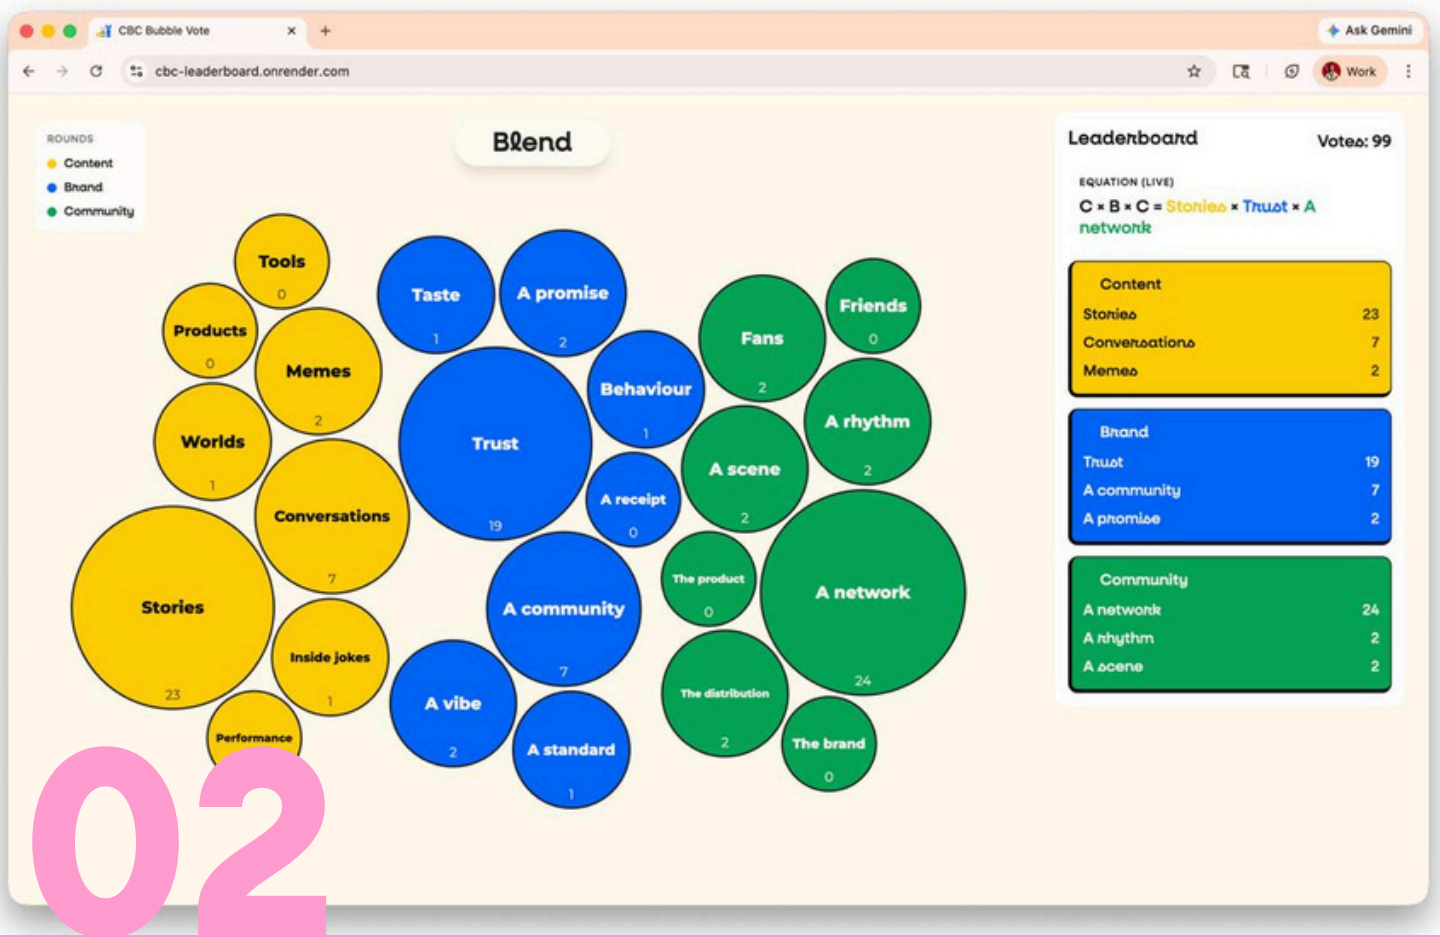 CBC Bubble Vote
Ask Gemini
cbc-leaderboard.onrender.com
Work
ROUNDS
Content
Brand
Community
Blend
Tools
0
Products
0
Memes
2
Worlds
1
Conversations
7
Stories
23
Inside jokes
1
Performance
Taste
1
A promise
2
Behaviour
1
Trust
19
A receipt
0
A community
7
A vibe
2
A standard
1
Friends
0
Fans
2
A rhythm
2
A scene
2
The product
0
A network
24
The distribution
2
The brand
0
Leaderboard
Votes: 99
EQUATION (LIVE)
C × B × C = Stories × Trust × A
network
Content
Stories 23
Conversations 7
Memes 2
Brand
Trust 19
A community 7
A promise 2
Community
A network 24
A rhythm 2
A scene 2
02